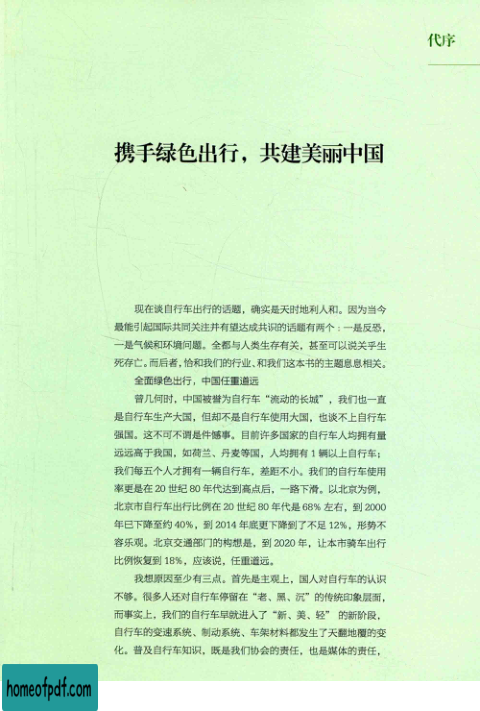 代序
携手绿色出行，共建美丽中国
现在谈自行车出行的话题，确实是天时地利人和。因为当今
最能引起国际共同关注并有望达成共识的话题有两个：一是反恐，
一是气候和环境问题。全都与人类生存有关，甚至可以说关乎生
死存亡。而后者，恰和我们的行业、和我们这本书的主题息息相关。
全面绿色出行，中国任重道远
曾几何时，中国被誉为自行车“流动的长城”，我们也一直
是自行车生产大国，但却不是自行车使用大国，也谈不上自行车
强国。这不可不谓是件憾事。目前许多国家的自行车人均拥有量
远远高于我国，如荷兰、丹麦等国，人均拥有 1 辆以上自行车；
我们每五个人才拥有一辆自行车，差距不小。我们的自行车使用
率更是在 20 世纪 80 年代达到高点后，一路下滑。以北京为例，
北京市自行车出行比例在 20 世纪 80 年代是 68% 左右，到 2000
年已下降至约 40%，到 2014 年底更下降到了不足 12%，形势不
容乐观。北京交通部门的构想是，到 2020 年，让本市骑车出行
比例恢复到 18%，应该说，任重道远。
我想原因至少有三点。首先是主观上，国人对自行车的认识
不够。很多人还对自行车停留在“老、黑、沉”的传统印象层面，
而事实上，我们的自行车早就进入了“新、美、轻” 的新阶段，
自行车的变速系统、制动系统、车架材料都发生了天翻地覆的变
化。普及自行车知识，既是我们协会的责任，也是媒体的责任，
homeofpdf.com